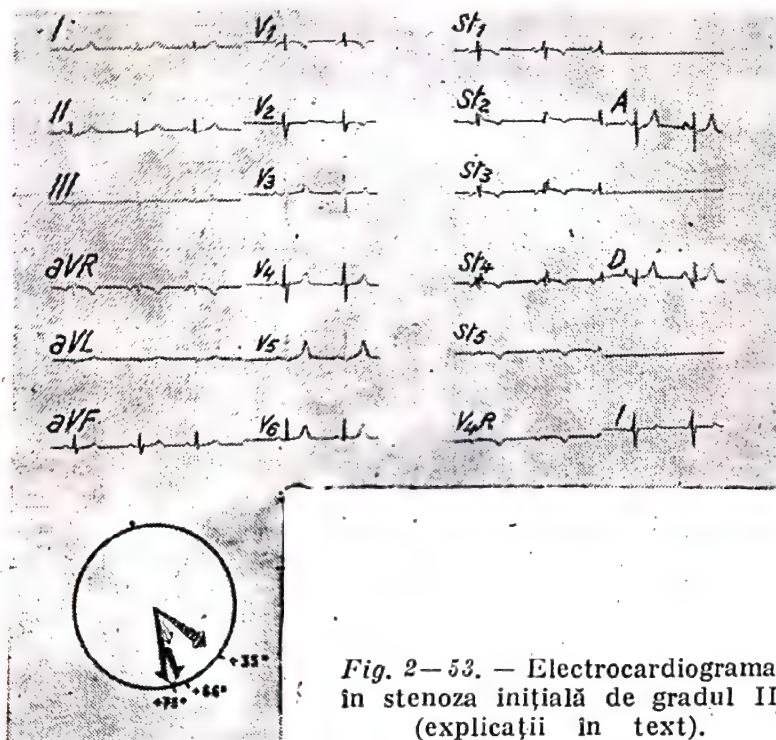 I V1 St1
II V2 St2 A
III V3 St3
aVR V4 St4 D
aVL V5 St5
aVF V6 V4R I
+35°
+66°
+75°
Fig. 2—53. — Electrocardiograma
în stenoza inițială de gradul II
(explicații în text).